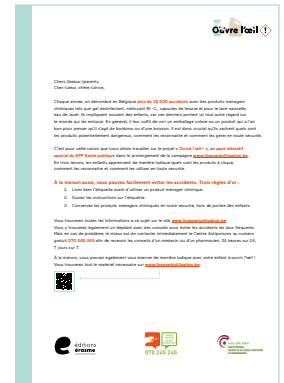 Ouvre l'œil !
Chers (beaux-)parents,
Cher tuteur, chère tutrice,
Chaque année, on dénombre en Belgique plus de 20 000 accidents avec des produits ménagers
chimiques tels que gel désinfectant, nettoyant W.-C., capsules de lessive et pour le lave-vaisselle,
eau de Javel. Ils impliquent souvent des enfants, car ces derniers portent un tout autre regard sur
le monde qui les entoure. En général, il leur suffit de voir un emballage coloré ou un produit qui a l'air
bon pour penser qu'il s'agit de bonbons ou d'une boisson. Il est donc crucial qu'ils sachent quels sont
les produits potentiellement dangereux, comment les reconnaître et comment les gérer en toute sécurité.
C'est pour cette raison que nous allons travailler sur le projet « Ouvre l'œil ! », un pack éducatif
spécial du SPF Santé publique dans le prolongement de la campagne www.lireavantutilisation.be.
En trois leçons, les enfants apprennent de manière ludique quels sont les produits à risque,
comment les reconnaître et comment les utiliser en toute sécurité.
À la maison aussi, vous pouvez facilement éviter les accidents. Trois règles d'or :
1. Lisez bien l'étiquette avant d'utiliser un produit ménager chimique.
2. Suivez les instructions sur l'étiquette.
3. Conservez les produits ménagers chimiques en toute sécurité, hors de portée des enfants.
Vous trouverez toutes les informations à ce sujet sur le site www.lireavantutilisation.be.
Vous y trouverez également un dépliant avec des conseils pour éviter les accidents les plus fréquents.
Mais en cas de problème, le mieux est de contacter immédiatement le Centre Antipoisons au numéro
gratuit 070 245 245 afin de recevoir les conseils d'un médecin ou d'un pharmacien, 24 heures sur 24,
7 jours sur 7.
À la maison, vous pouvez également vous exercer de manière ludique avec votre enfant à ouvrir l'œil !
Vous trouverez tout le matériel nécessaire sur www.lireavantutilisation.be.
éditions
érasme
070 245 245